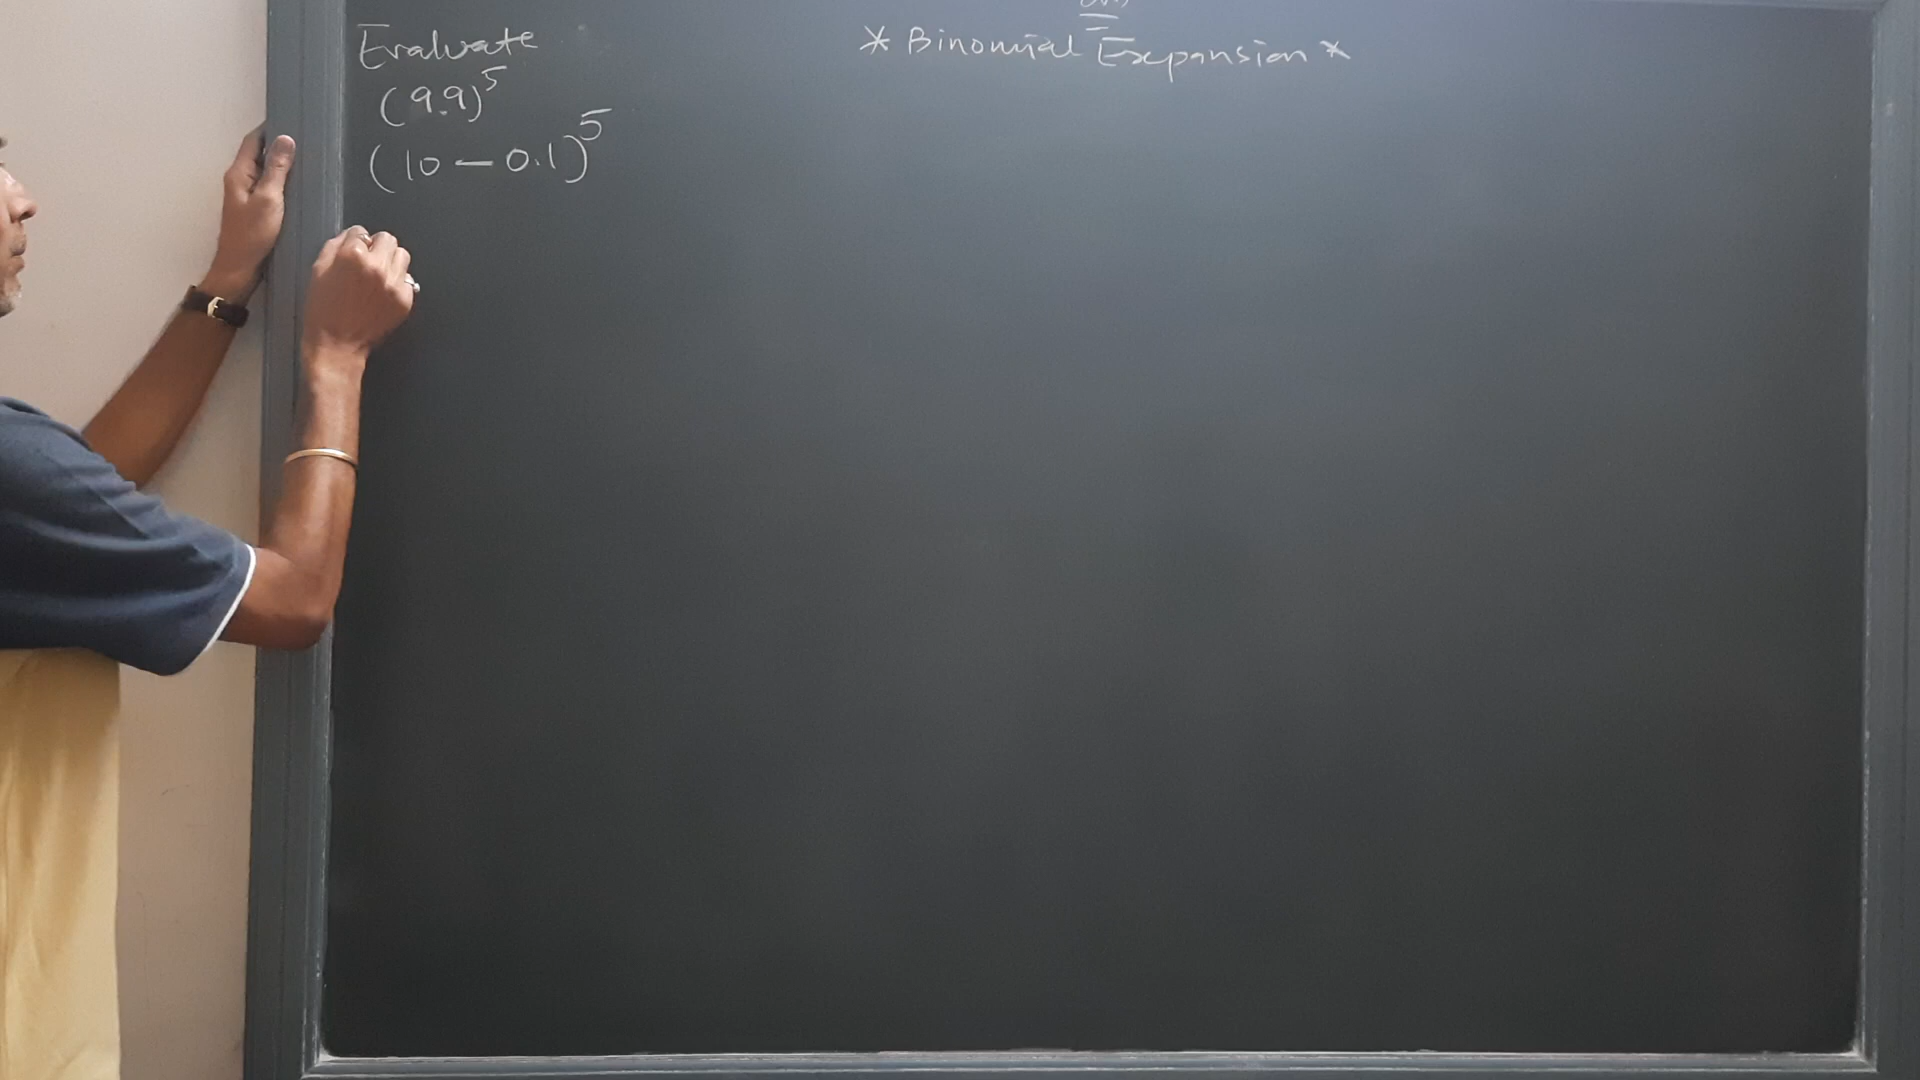 Evaluate
(9.9)⁵
(10 — 0.1)⁵
* Binomial Expansion *